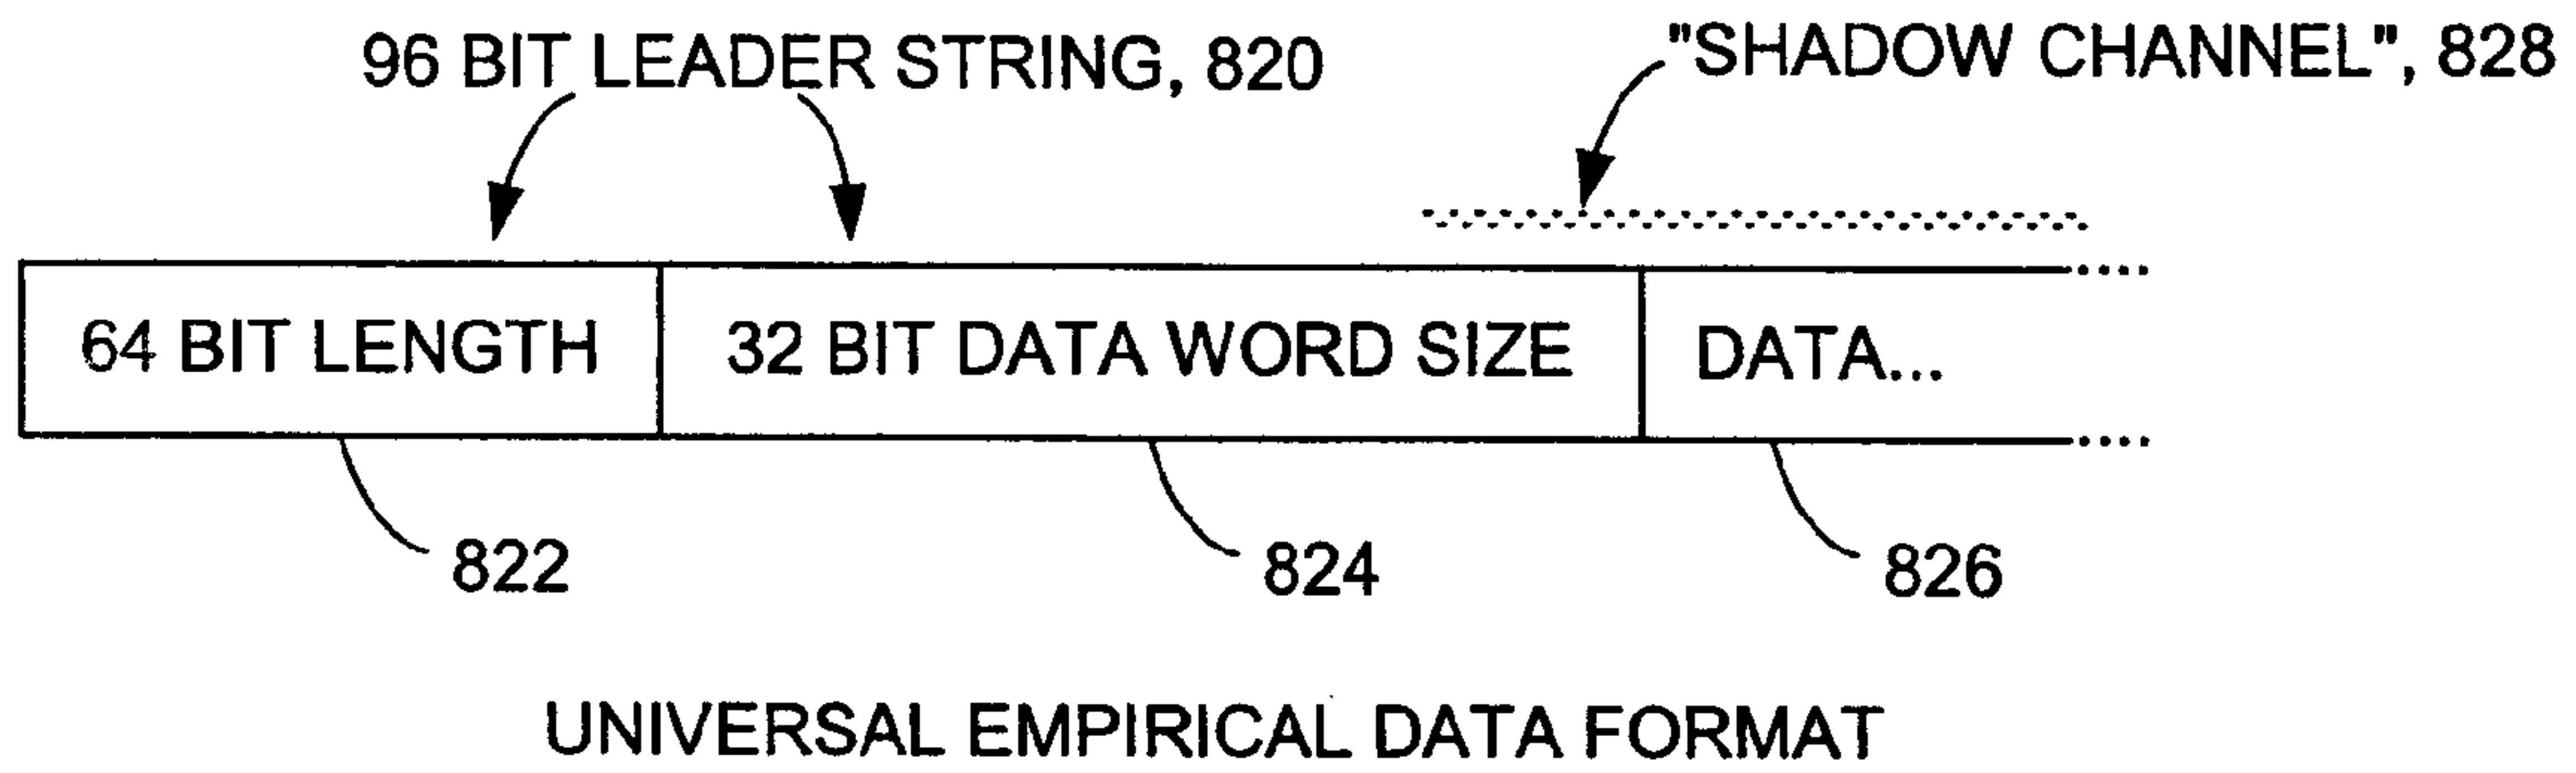 96 BIT LEADER STRING, 820
"SHADOW CHANNEL", 828
64 BIT LENGTH
32 BIT DATA WORD SIZE
DATA...
822
824
826
UNIVERSAL EMPIRICAL DATA FORMAT